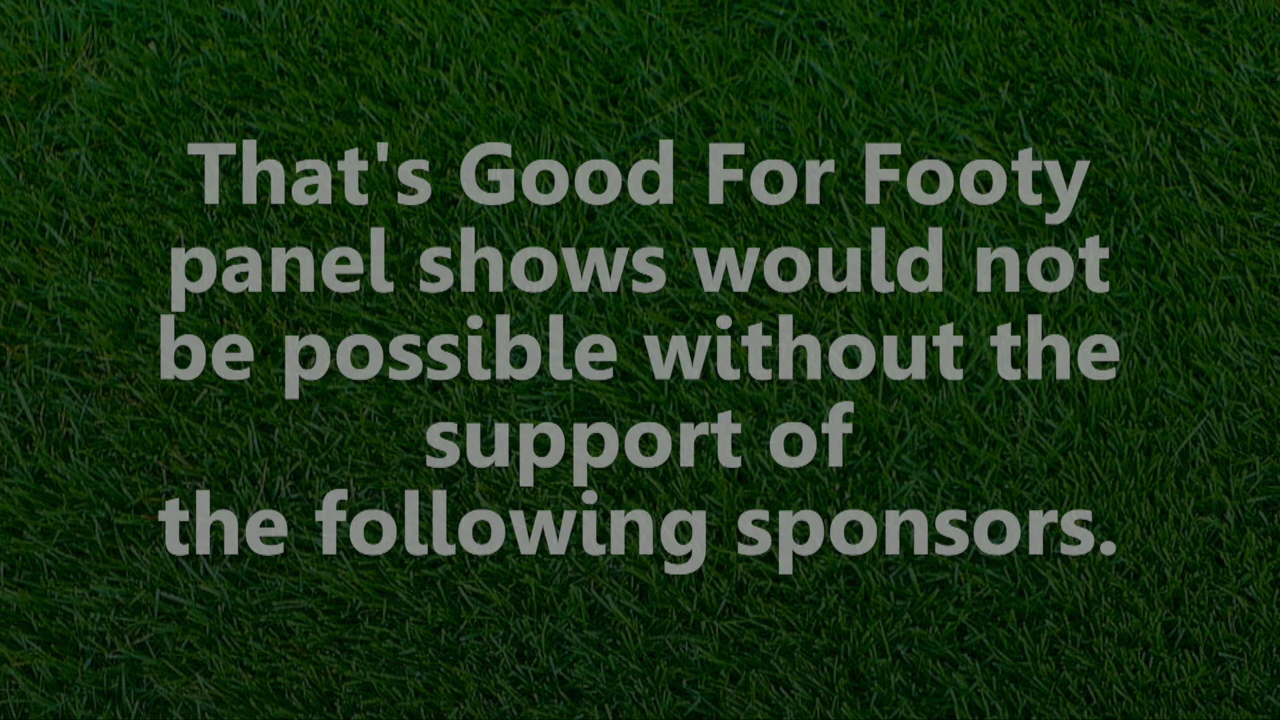 That's Good For Footy
panel shows would not
be possible without the
support of
the following sponsors.